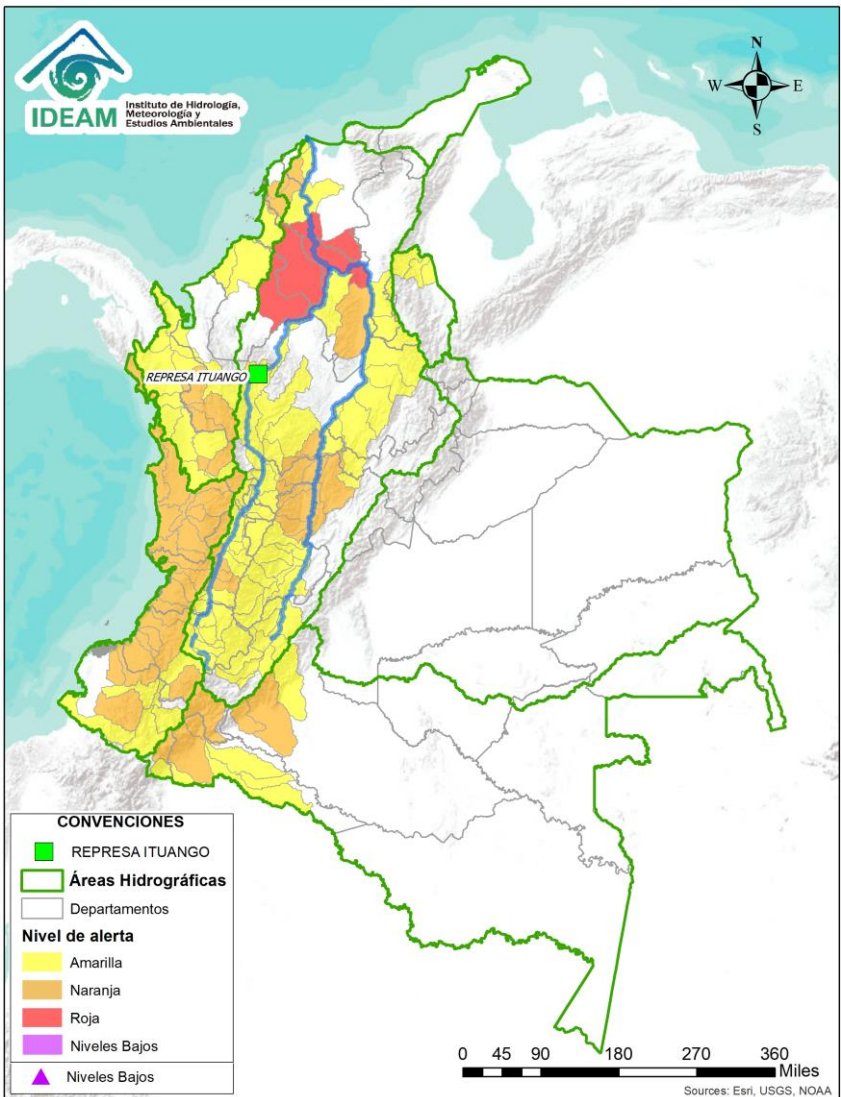 IDEAM
Instituto de Hidrología,
Meteorología y
Estudios Ambientales
N
W
E
S
REPRESA ITUANGO
CONVENCIONES
REPRESA ITUANGO
Áreas Hidrográficas
Departamentos
Nivel de alerta
Amarilla
Naranja
Roja
Niveles Bajos
Niveles Bajos
0 45 90 180 270 360
Miles
Sources: Esri, USGS, NOAA